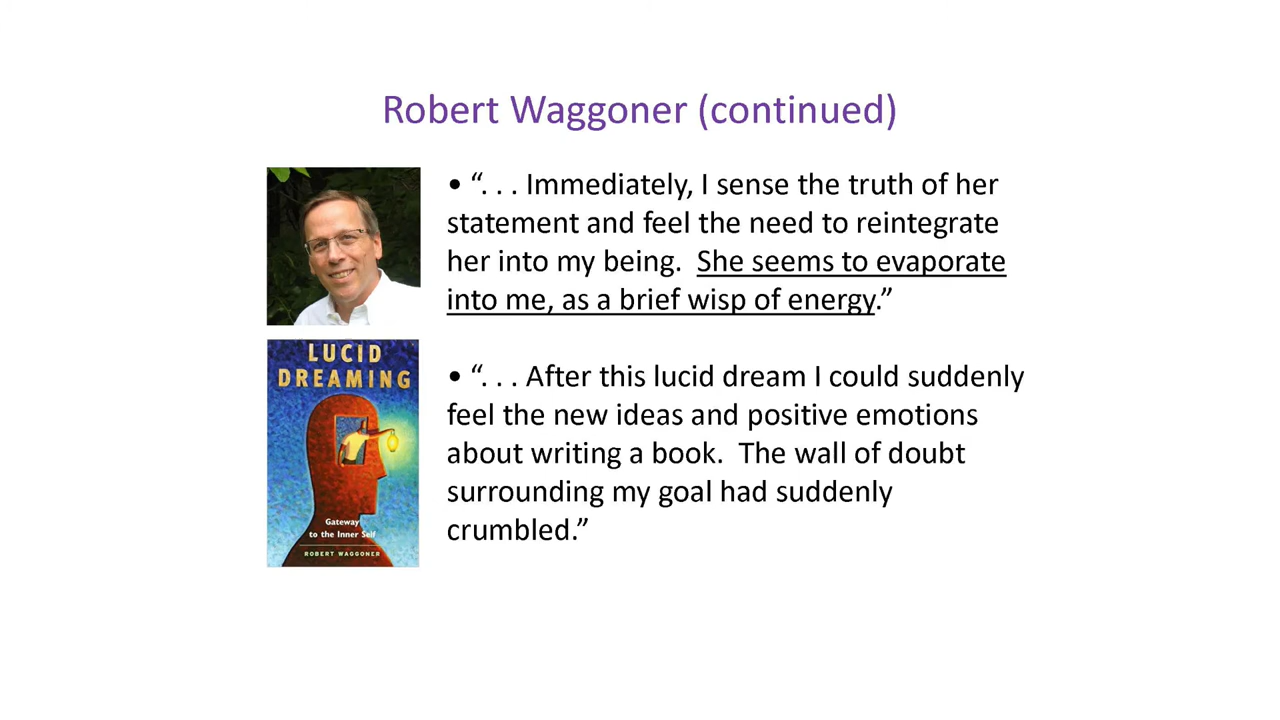 Robert Waggoner (continued)
• “. . . Immediately, I sense the truth of her
statement and feel the need to reintegrate
her into my being.  She seems to evaporate
into me, as a brief wisp of energy.”
LUCID
DREAMING
Gateway
to the Inner Self
ROBERT WAGGONER
• “. . . After this lucid dream I could suddenly
feel the new ideas and positive emotions
about writing a book.  The wall of doubt
surrounding my goal had suddenly
crumbled.”